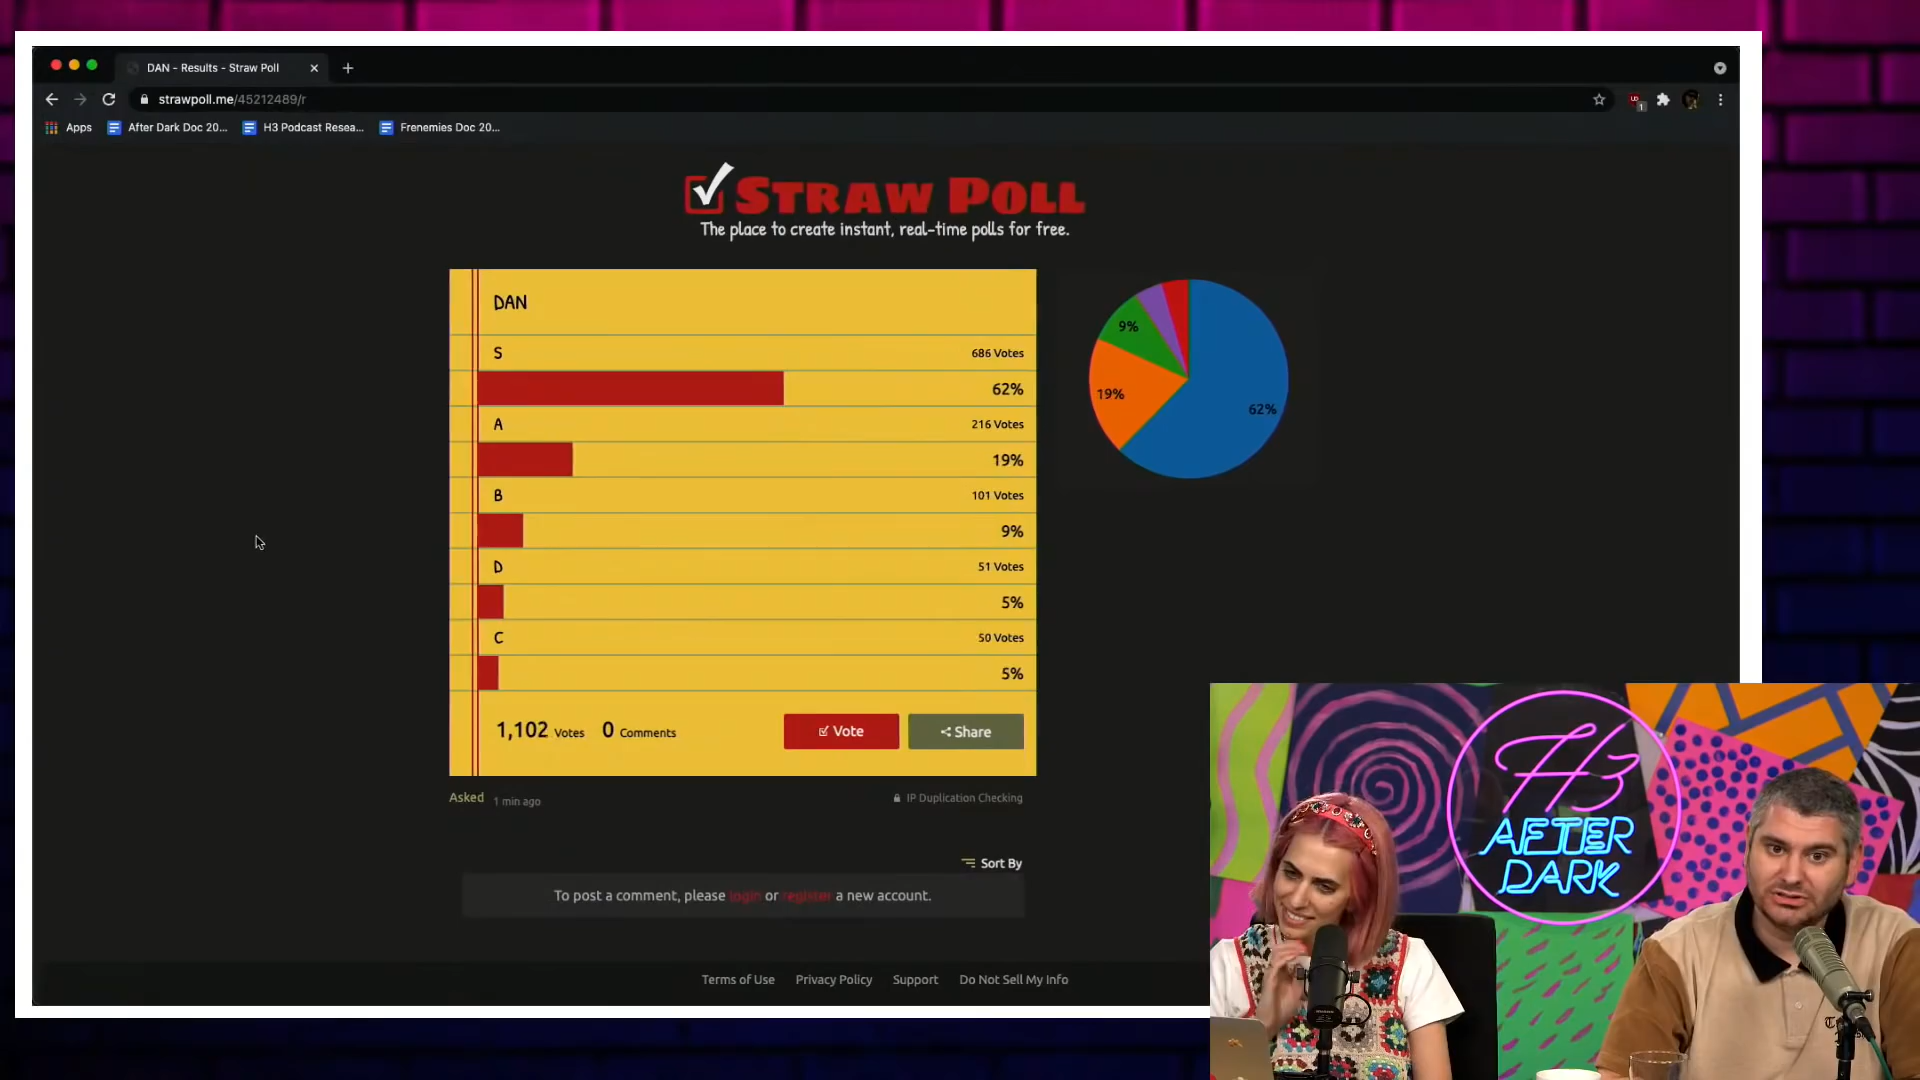 DAN - Results - Straw Poll
strawpoll.me/45212489/r
Apps After Dark Doc 20... H3 Podcast Resea... Frenemies Doc 20...
STRAW POLL
The place to create instant, real-time polls for free.
DAN
S 686 Votes
62%
A 216 Votes
19%
B 101 Votes
9%
D 51 Votes
5%
C 50 Votes
5%
9%
19%
62%
1,102 Votes 0 Comments Vote Share
Asked 1 min ago IP Duplication Checking
Sort By
To post a comment, please login or register a new account.
Terms of Use Privacy Policy Support Do Not Sell My Info
H3
AFTER
DARK